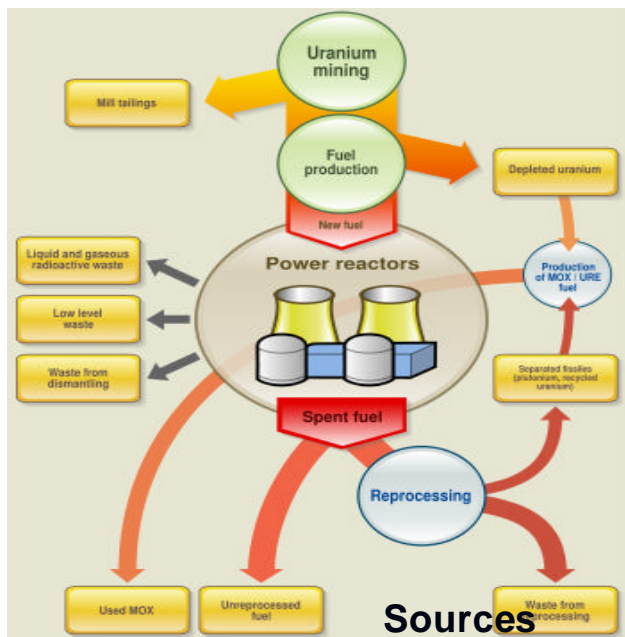 Uranium
mining
Mill tailings
Fuel
production
Depleted uranium
New fuel
Liquid and gaseous
radioactive waste
Power reactors
Production
of MOX / URE
fuel
Low level
waste
Waste from
dismantling
Separated fissiles
(plutonium, recycled
uranium)
Spent fuel
Reprocessing
Used MOX
Unreprocessed
fuel
Waste from
reprocessing
Sources